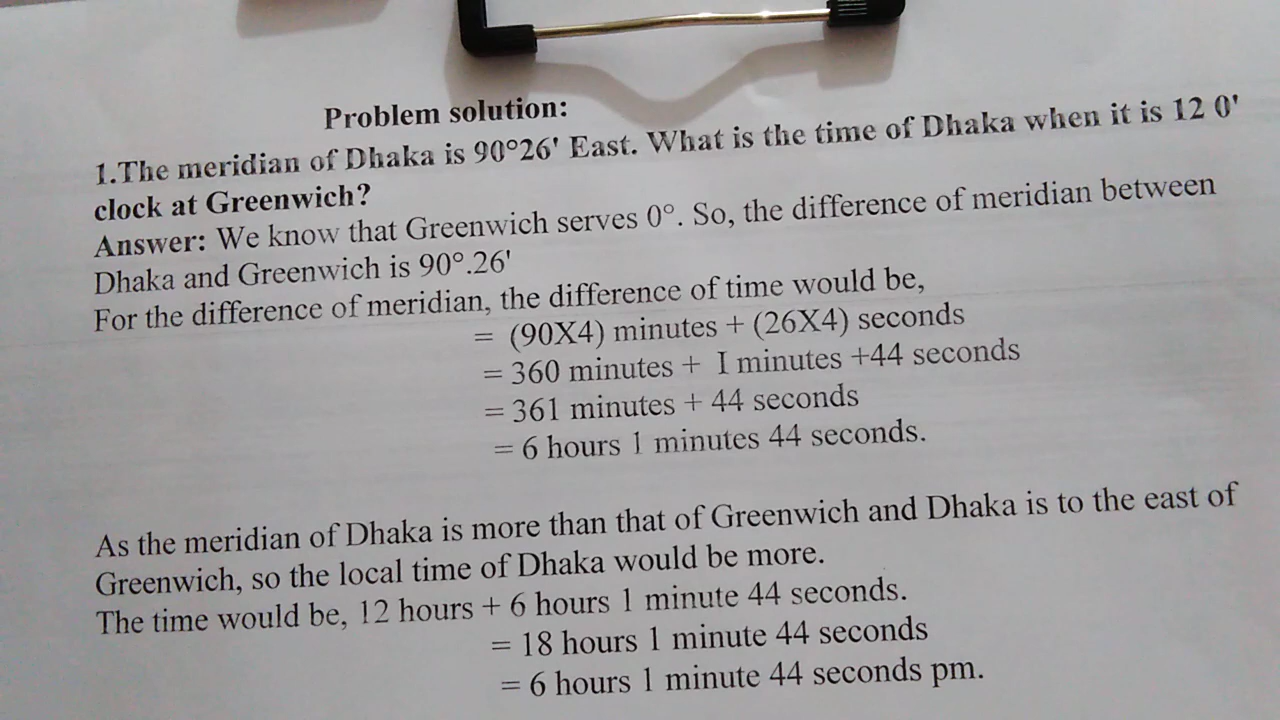 Problem solution:
1.The meridian of Dhaka is 90°26' East. What is the time of Dhaka when it is 12 0'
clock at Greenwich?
Answer: We know that Greenwich serves 0°. So, the difference of meridian between
Dhaka and Greenwich is 90°.26'
For the difference of meridian, the difference of time would be,
= (90X4) minutes + (26X4) seconds
= 360 minutes + I minutes +44 seconds
= 361 minutes + 44 seconds
= 6 hours 1 minutes 44 seconds.
As the meridian of Dhaka is more than that of Greenwich and Dhaka is to the east of
Greenwich, so the local time of Dhaka would be more.
The time would be, 12 hours + 6 hours 1 minute 44 seconds.
= 18 hours 1 minute 44 seconds
= 6 hours 1 minute 44 seconds pm.